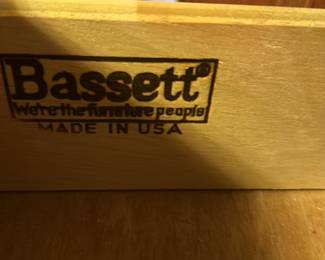 Bassett®
We're the furniture people
MADE IN USA